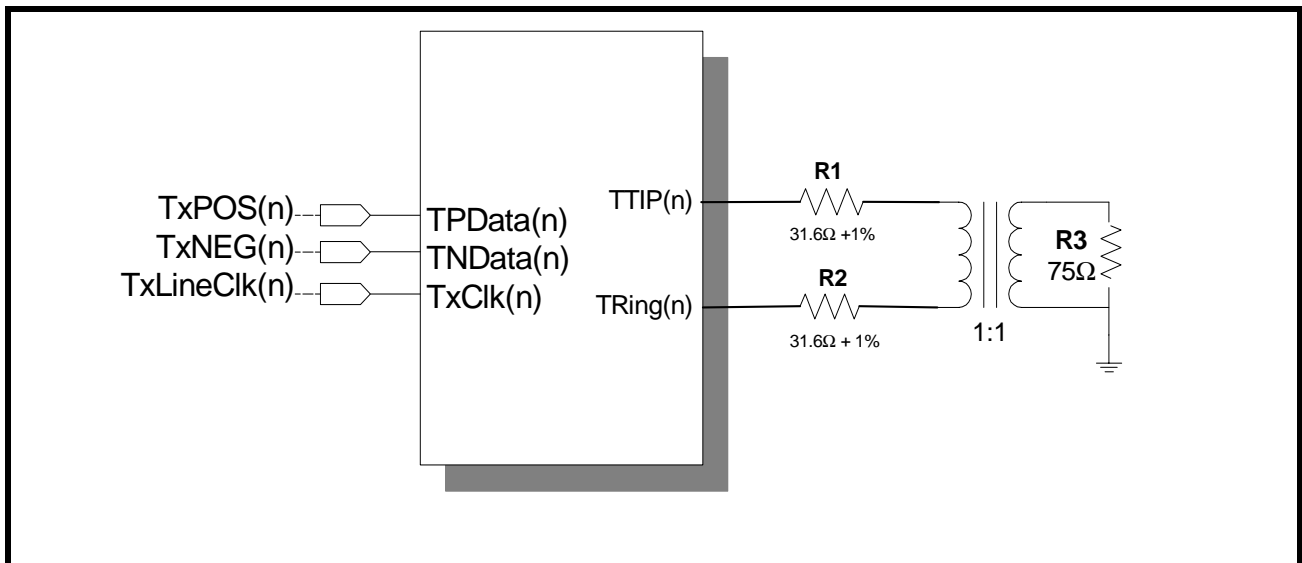 TxPOS(n)
TxNEG(n)
TxLineClk(n)
TPData(n)
TNData(n)
TxClk(n)
TTIP(n)
TRing(n)
R1
31.6Ω +1%
R2
31.6Ω + 1%
1:1
R3
75Ω